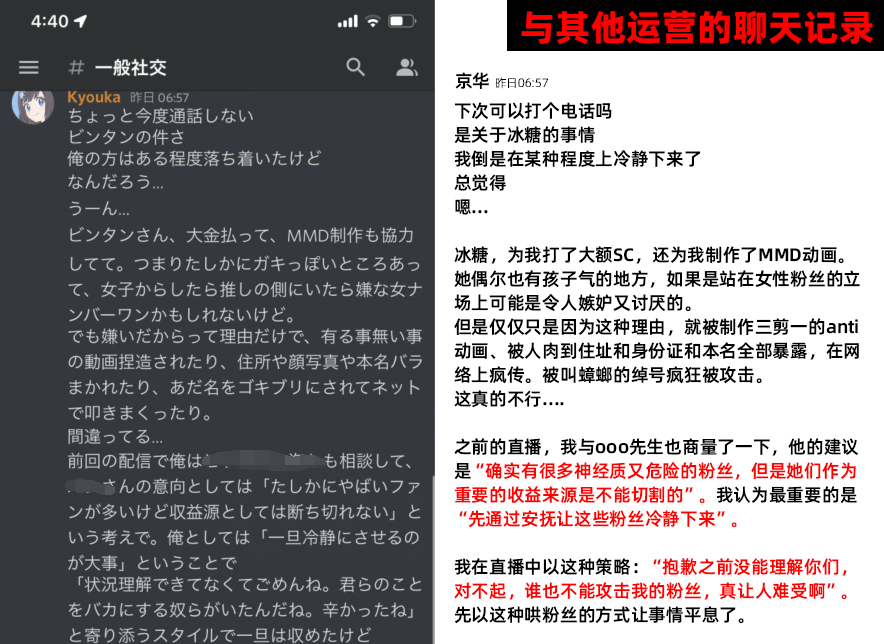 4:40
# 一般社交
Kyouka 昨日 06:57
ちょっと今度通話しない
ビンタンの件さ
俺の方はある程度落ち着いたけど
なんだろう...
うーん...
ビンタンさん、大金払って、MMD制作も協力
してて。つまりたしかにガキっぽいところあっ
て、女子からしたら推しの側にいたら嫌な女ナ
ンバーワンかもしれないけど。
でも嫌いだからって理由だけで、有る事無い事
の動画捏造されたり、住所や顔写真や本名バラ
まかれたり、あだ名をゴキブリにされてネット
で叩きまくったり。
間違ってる...
前回の配信で俺は も相談して、
さんの意向としては「たしかにやばいファ
ンが多いけど収益源としては断ち切れない」と
いう考えで。俺としては「一旦冷静にさせるの
が大事」ということで
「状況理解できてなくてごめんね。君らのこと
をバカにする奴らがいたんだね。辛かったね」
と寄り添うスタイルで一旦は収めたけど
与其他运营的聊天记录
京华 昨日06:57
下次可以打个电话吗
是关于冰糖的事情
我倒是在某种程度上冷静下来了
总觉得
嗯...
冰糖，为我打了大额SC，还为我制作了MMD动画。
她偶尔也有孩子气的地方，如果是站在女性粉丝的立
场上可能是令人嫉妒又讨厌的。
但是仅仅只是因为这种理由，就被制作三剪一的anti
动画、被人肉到住址和身份证和本名全部暴露，在网
络上疯传。被叫蟑螂的绰号疯狂被攻击。
这真的不行....
之前的直播，我与ooo先生也商量了一下，他的建议
是“确实有很多神经质又危险的粉丝，但是她们作为
重要的收益来源是不能切割的”。我认为最重要的是
“先通过安抚让这些粉丝冷静下来”。
我在直播中以这种策略：“抱歉之前没能理解你们，
对不起，谁也不能攻击我的粉丝，真让人难受啊”。
先以这种哄粉丝的方式让事情平息了。